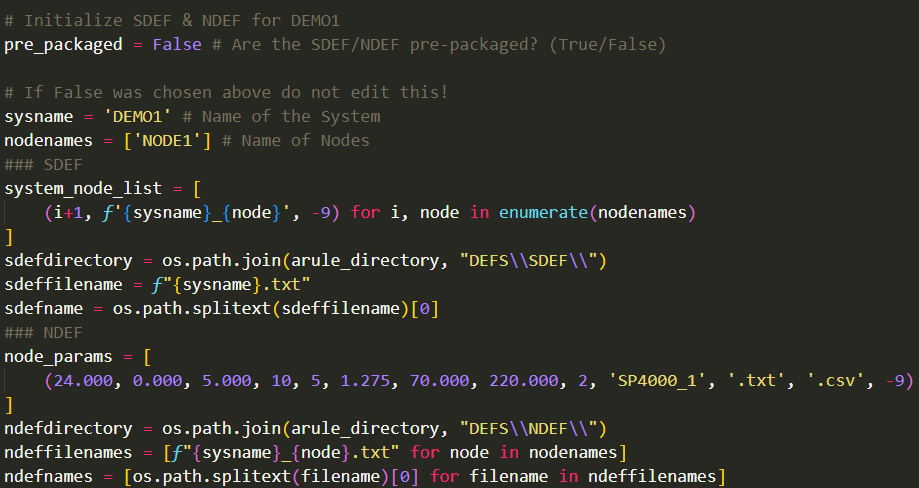 # Initialize SDEF & NDEF for DEMO1
pre_packaged = False # Are the SDEF/NDEF pre-packaged? (True/False)
# If False was chosen above do not edit this!
sysname = 'DEMO1' # Name of the System
nodenames = ['NODE1'] # Name of Nodes
### SDEF
system_node_list = [
    (i+1, f'{sysname}_{node}', -9) for i, node in enumerate(nodenames)
]
sdefdirectory = os.path.join(arule_directory, "DEFS\\SDEF\\")
sdeffilename = f"{sysname}.txt"
sdefname = os.path.splitext(sdeffilename)[0]
### NDEF
node_params = [
    (24.000, 0.000, 5.000, 10, 5, 1.275, 70.000, 220.000, 2, 'SP4000_1', '.txt', '.csv', -9)
]
ndefdirectory = os.path.join(arule_directory, "DEFS\\NDEF\\")
ndeffilenames = [f"{sysname}_{node}.txt" for node in nodenames]
ndefnames = [os.path.splitext(filename)[0] for filename in ndeffilenames]